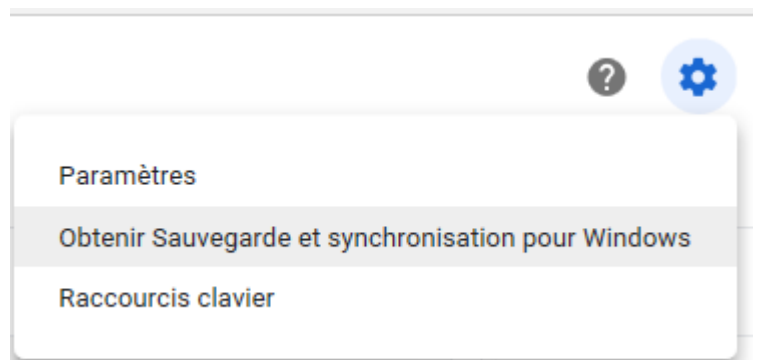 Paramètres
Obtenir Sauvegarde et synchronisation pour Windows
Raccourcis clavier